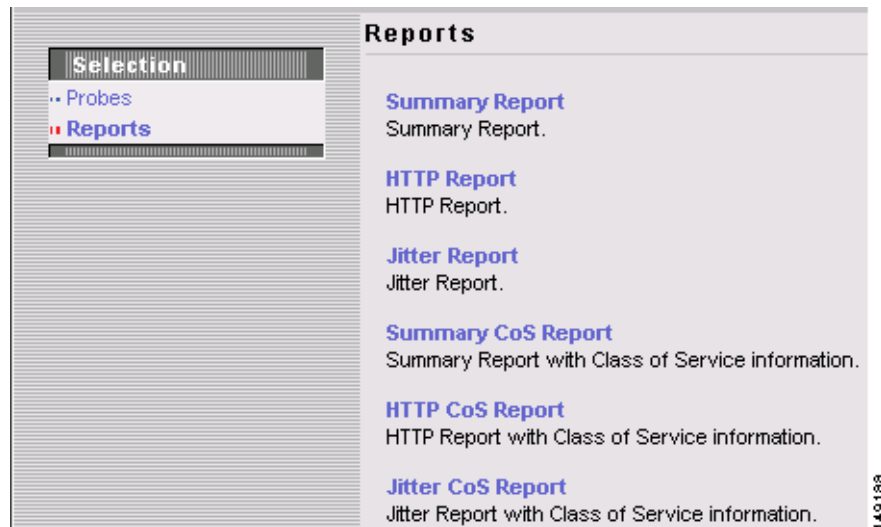 Selection
Probes
Reports
Reports
Summary Report
Summary Report.
HTTP Report
HTTP Report.
Jitter Report
Jitter Report.
Summary CoS Report
Summary Report with Class of Service information.
HTTP CoS Report
HTTP Report with Class of Service information.
Jitter CoS Report
Jitter Report with Class of Service information.